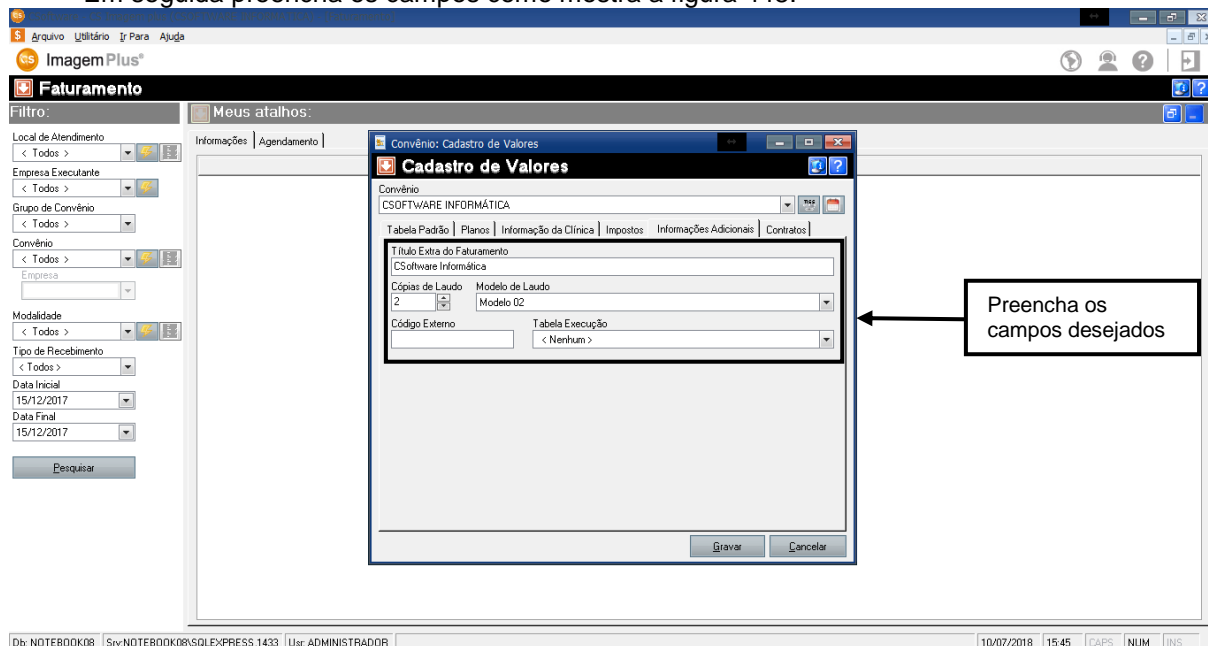 Em seguida preencha os campos como mostra a figura 448.
Arquivo Utilitário Ir Para Ajuda
ImagemPlus®
Faturamento
Filtro:
Meus atalhos:
Local de Atendimento
< Todos >
Empresa Executante
< Todos >
Grupo de Convênio
< Todos >
Convênio
< Todos >
Empresa
Modalidade
< Todos >
Tipo de Recebimento
< Todos >
Data Inicial
15/12/2017
Data Final
15/12/2017
Pesquisar
Informações Agendamento
Convênio: Cadastro de Valores
Cadastro de Valores
Convênio
CSOFTWARE INFORMÁTICA
Tabela Padrão Planos Informação da Clínica Impostos Informações Adicionais Contratos
Título Extra do Faturamento
CSoftware Informática
Cópias de Laudo Modelo de Laudo
2 Modelo 02
Código Externo Tabela Execução
< Nenhum >
Gravar Cancelar
Preencha os
campos desejados
Db: NOTEBOOK08 Srv:NOTEBOOK08\SQLEXPRESS 1433 Usr: ADMINISTRADOR 10/07/2018 15:45 CAPS NUM INS